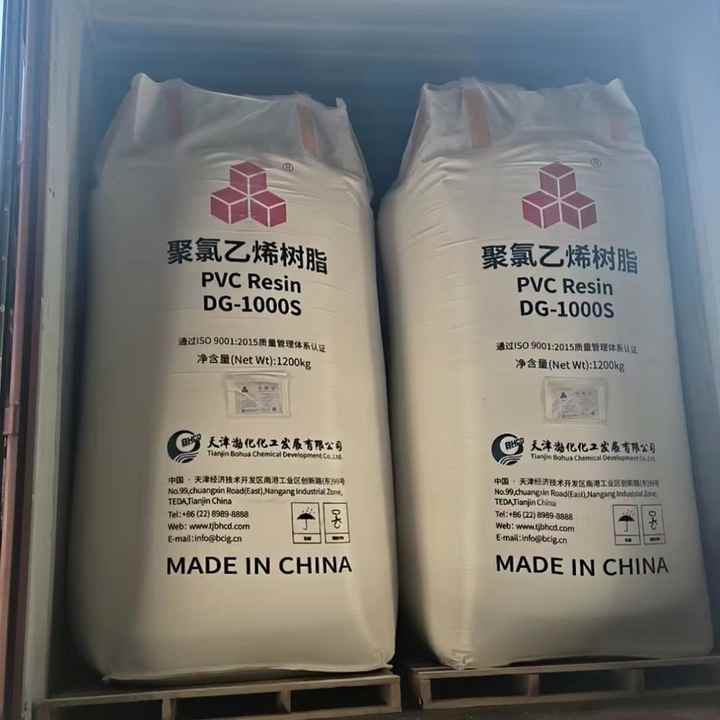 ®
聚氯乙烯树脂
PVC Resin
DG-1000S
通过ISO 9001:2015质量管理体系认证
净含量(Net Wt):1200kg
BHCD
天津渤化化工发展有限公司
Tianjin Bohua Chemical Development Co.,Ltd.
中国 · 天津经济技术开发区南港工业区创新路(东)99号
No.99,chuangxin Road(East),Nangang Industrial Zone,
TEDA,Tianjin China
Tel:+86 (22) 8989-8888
Web: www.tjbhcd.com
E-mail:info@bcig.cn
MADE IN CHINA
®
聚氯乙烯树脂
PVC Resin
DG-1000S
通过ISO 9001:2015质量管理体系认证
净含量(Net Wt):1200kg
BHCD
天津渤化化工发展有限公司
Tianjin Bohua Chemical Development Co.,Ltd.
中国 · 天津经济技术开发区南港工业区创新路(东)99号
No.99,chuangxin Road(East),Nangang Industrial Zone,
TEDA,Tianjin China
Tel:+86 (22) 8989-8888
Web: www.tjbhcd.com
E-mail:info@bcig.cn
MADE IN CHINA